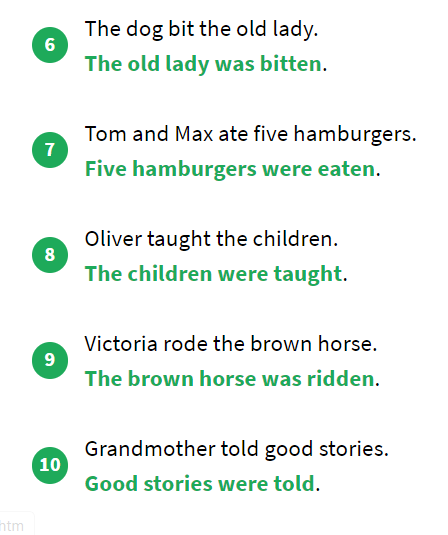 6
The dog bit the old lady.
The old lady was bitten.
7
Tom and Max ate five hamburgers.
Five hamburgers were eaten.
8
Oliver taught the children.
The children were taught.
9
Victoria rode the brown horse.
The brown horse was ridden.
10
Grandmother told good stories.
Good stories were told.
htm